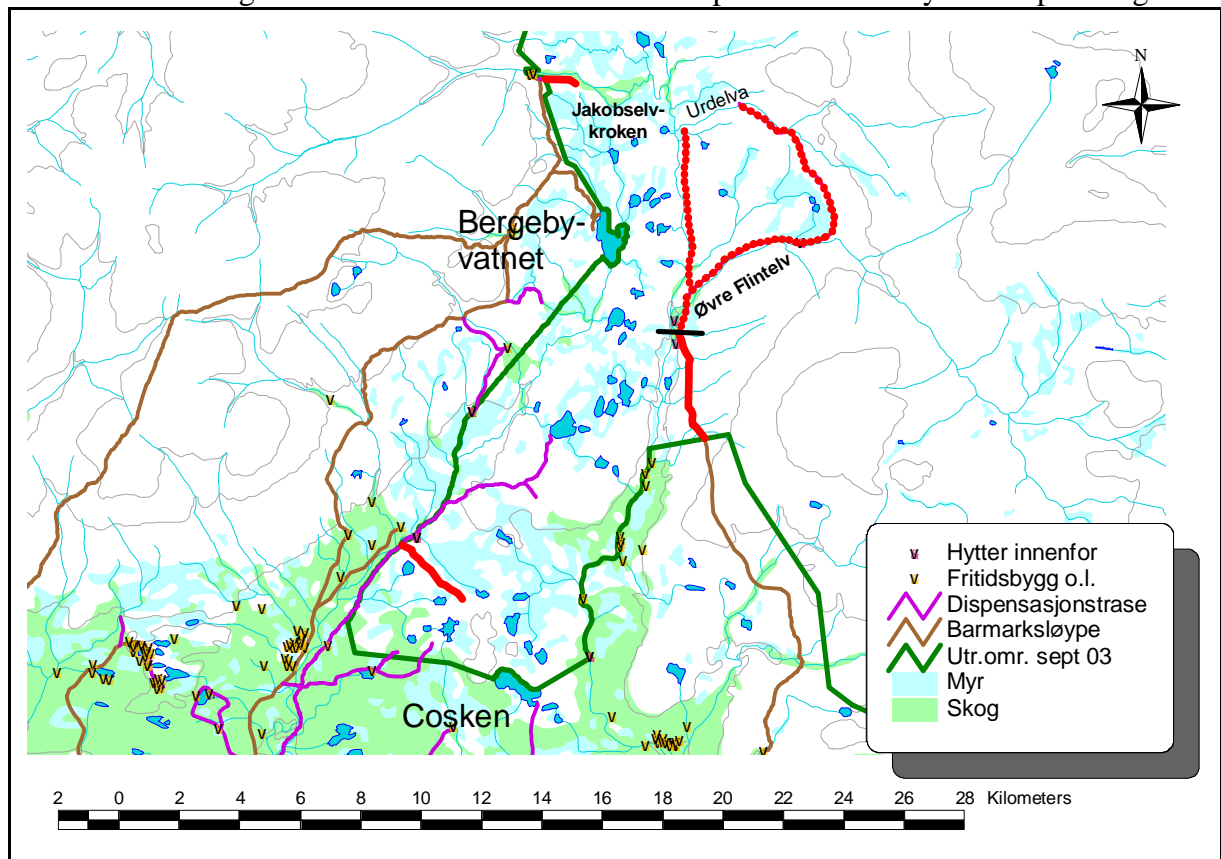 N
Urdelva
Jakobselv-
kroken
Bergeby-
vatnet
Øvre Flintelv
Cosken
Hytter innenfor
Fritidsbygg o.l.
Dispensasjonstrase
Barmarksløype
Utr.omr. sept 03
Myr
Skog
2 0 2 4 6 8 10 12 14 16 18 20 22 24 26 28 Kilometers